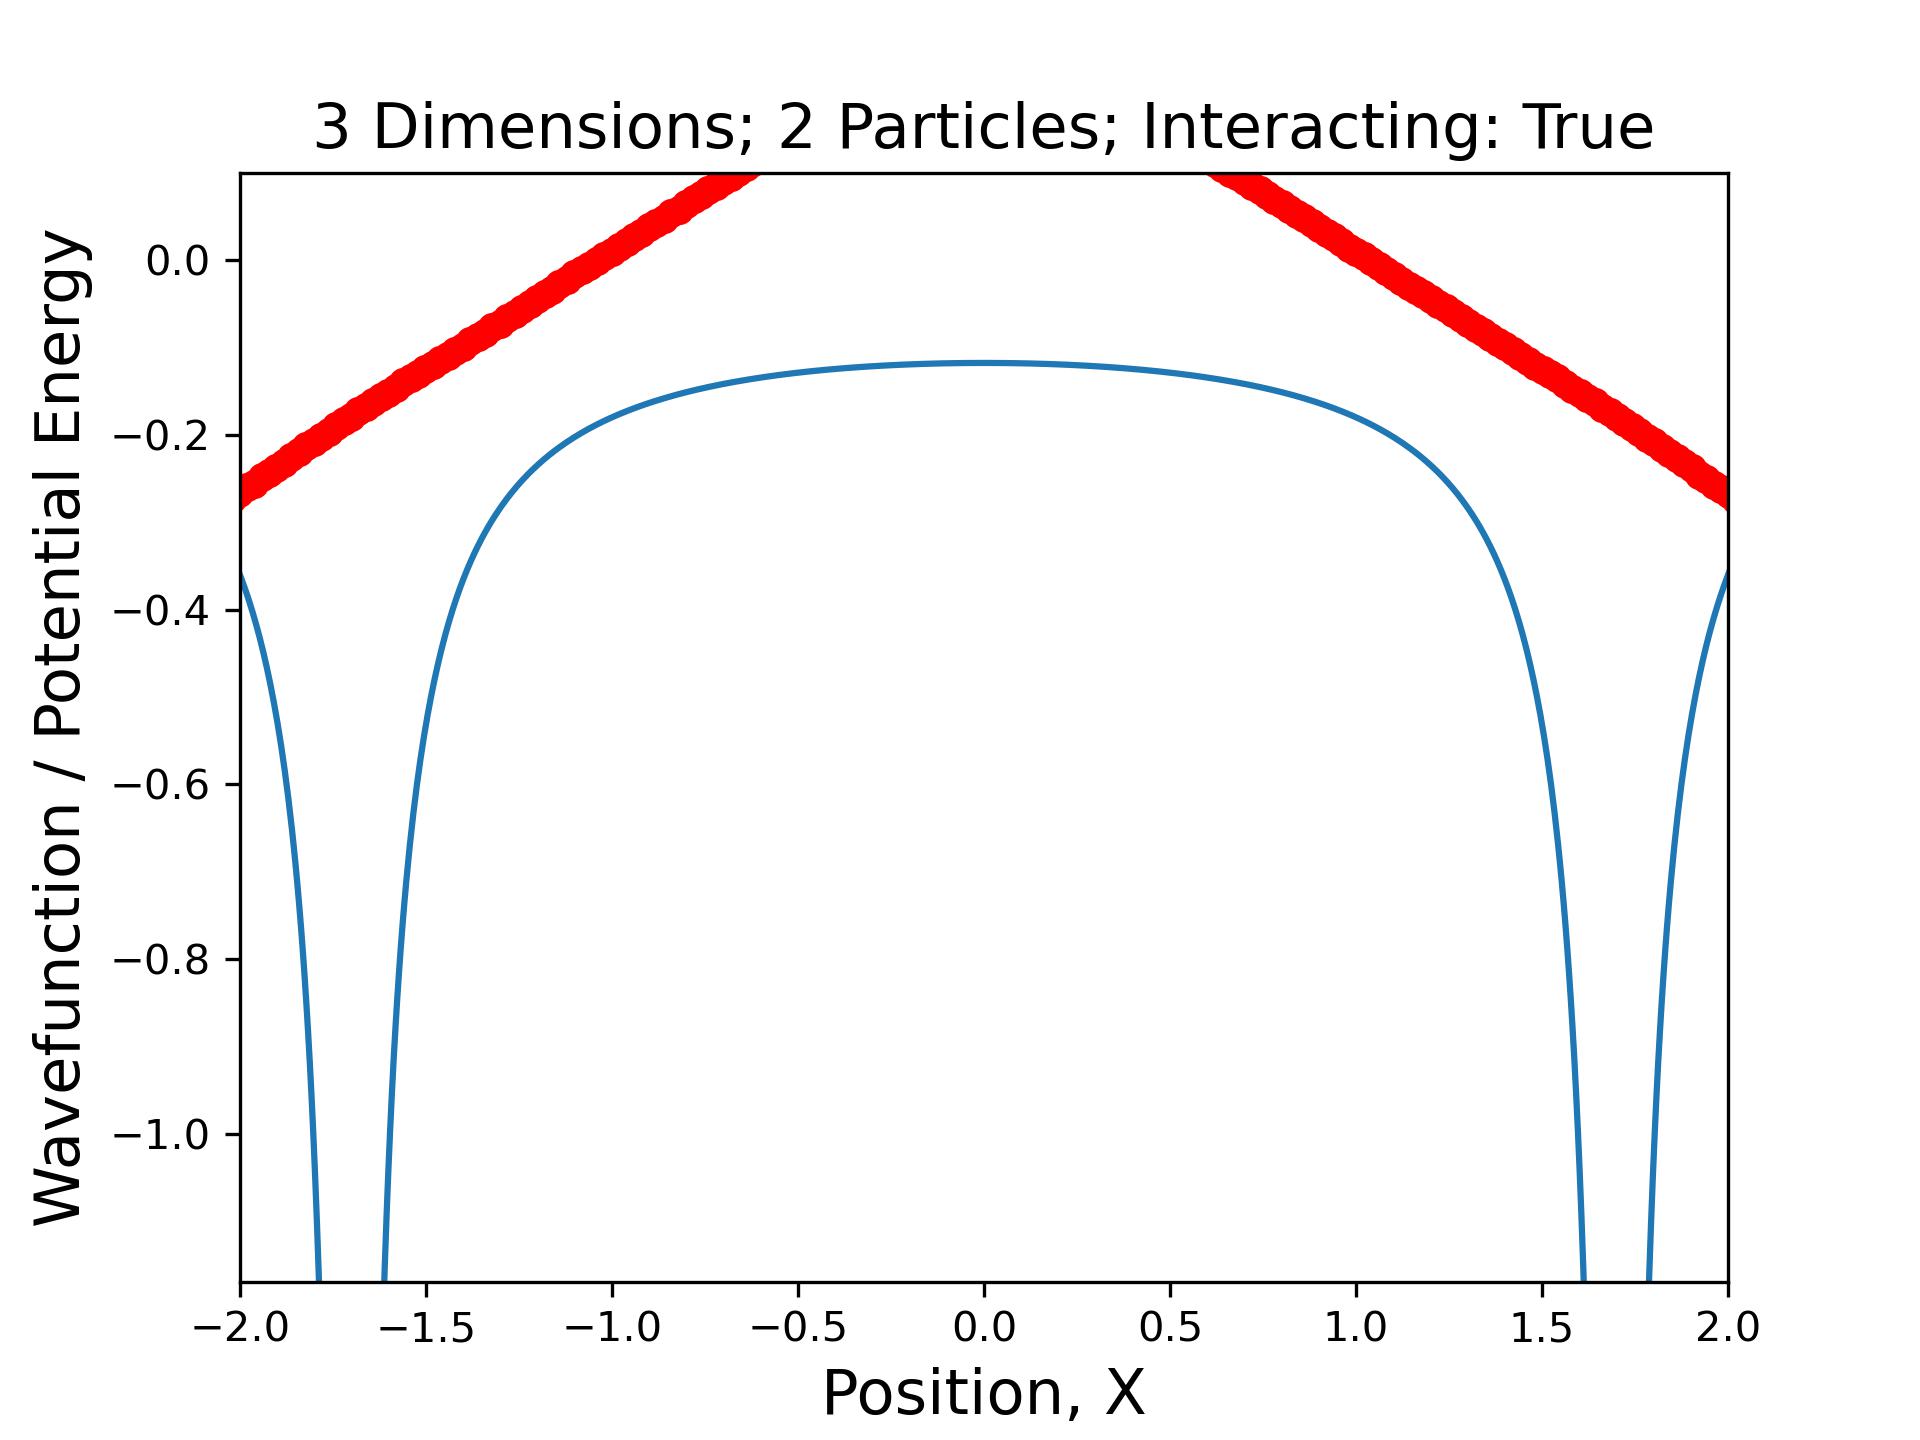 3 Dimensions; 2 Particles; Interacting: True
Wavefunction / Potential Energy
0.0
−0.2
−0.4
−0.6
−0.8
−1.0
−2.0 −1.5 −1.0 −0.5 0.0 0.5 1.0 1.5 2.0
Position, X